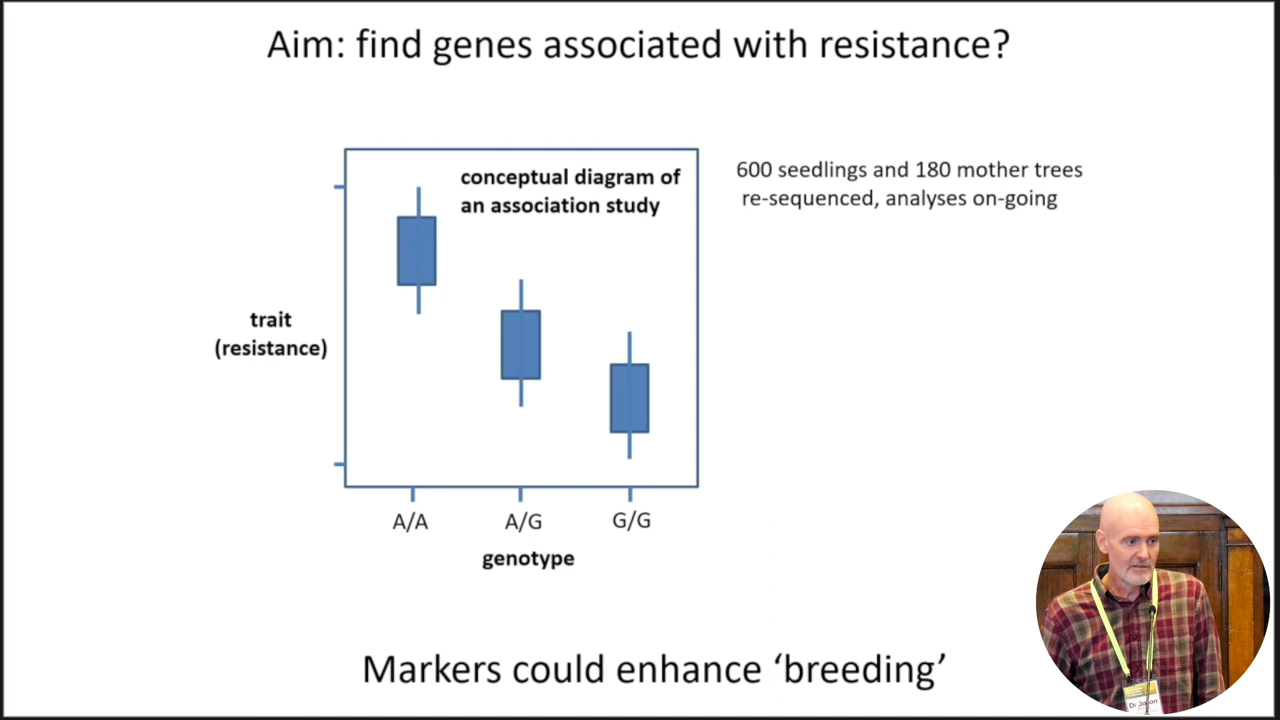 Aim: find genes associated with resistance?
conceptual diagram of
an association study
600 seedlings and 180 mother trees
re-sequenced, analyses on-going
trait
(resistance)
A/A
A/G
G/G
genotype
Markers could enhance ‘breeding’
Dr